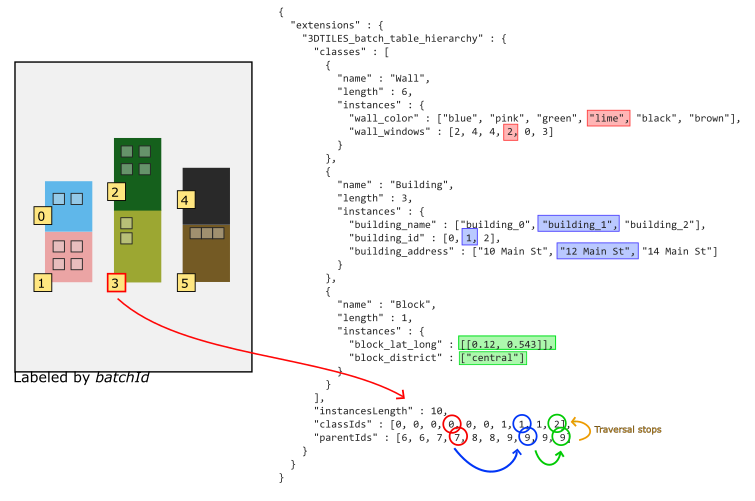 {
"extensions" : {
"3DTILES_batch_table_hierarchy" : {
"classes" : [
{
"name" : "Wall",
"length" : 6,
"instances" : {
"wall_color" : ["blue", "pink", "green", "lime", "black", "brown"],
"wall_windows" : [2, 4, 4, 2, 0, 3]
}
},
{
"name" : "Building",
"length" : 3,
"instances" : {
"building_name" : ["building_0", "building_1", "building_2"],
"building_id" : [0, 1, 2],
"building_address" : ["10 Main St", "12 Main St", "14 Main St"]
}
},
{
"name" : "Block",
"length" : 1,
"instances" : {
"block_lat_long" : [[0.12, 0.543]],
"block_district" : ["central"]
}
}
],
"instancesLength" : 10,
"classIds" : [0, 0, 0, 0, 0, 0, 1, 1, 1, 2],
"parentIds" : [6, 6, 7, 7, 8, 8, 9, 9, 9, 9]
}
}
}
Traversal stops
0
1
2
3
4
5
Labeled by batchId